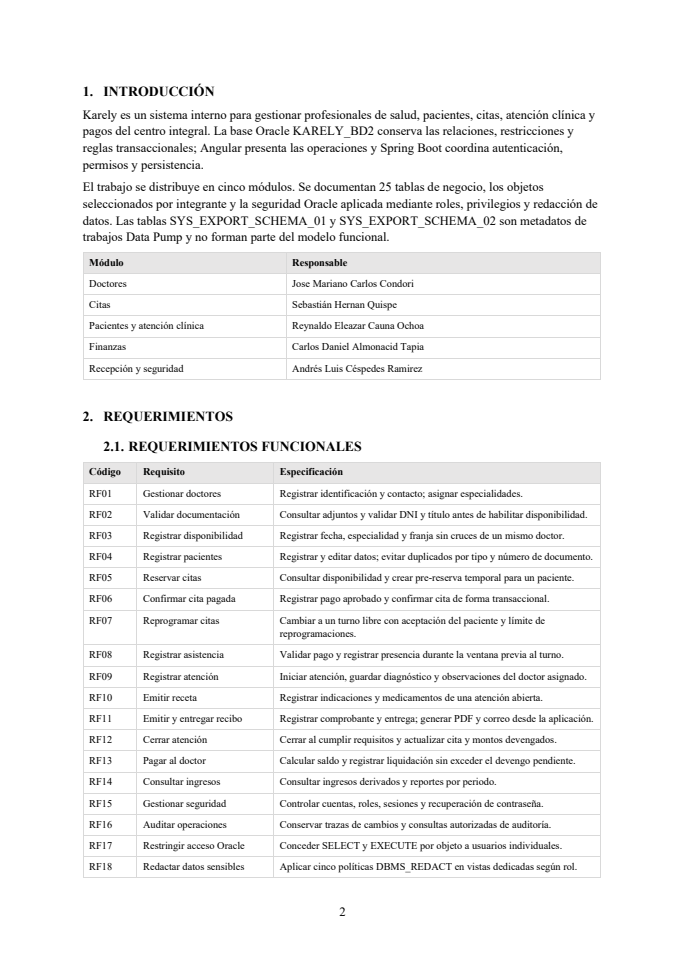 1. INTRODUCCIÓN
Karely es un sistema interno para gestionar profesionales de salud, pacientes, citas, atención clínica y
pagos del centro integral. La base Oracle KARELY_BD2 conserva las relaciones, restricciones y
reglas transaccionales; Angular presenta las operaciones y Spring Boot coordina autenticación,
permisos y persistencia.
El trabajo se distribuye en cinco módulos. Se documentan 25 tablas de negocio, los objetos
seleccionados por integrante y la seguridad Oracle aplicada mediante roles, privilegios y redacción de
datos. Las tablas SYS_EXPORT_SCHEMA_01 y SYS_EXPORT_SCHEMA_02 son metadatos de
trabajos Data Pump y no forman parte del modelo funcional.
Módulo Responsable
Doctores Jose Mariano Carlos Condori
Citas Sebastián Hernan Quispe
Pacientes y atención clínica Reynaldo Eleazar Cauna Ochoa
Finanzas Carlos Daniel Almonacid Tapia
Recepción y seguridad Andrés Luis Céspedes Ramirez
2. REQUERIMIENTOS
2.1. REQUERIMIENTOS FUNCIONALES
Código Requisito Especificación
RF01 Gestionar doctores Registrar identificación y contacto; asignar especialidades.
RF02 Validar documentación Consultar adjuntos y validar DNI y título antes de habilitar disponibilidad.
RF03 Registrar disponibilidad Registrar fecha, especialidad y franja sin cruces de un mismo doctor.
RF04 Registrar pacientes Registrar y editar datos; evitar duplicados por tipo y número de documento.
RF05 Reservar citas Consultar disponibilidad y crear pre-reserva temporal para un paciente.
RF06 Confirmar cita pagada Registrar pago aprobado y confirmar cita de forma transaccional.
RF07 Reprogramar citas Cambiar a un turno libre con aceptación del paciente y límite de
reprogramaciones.
RF08 Registrar asistencia Validar pago y registrar presencia durante la ventana previa al turno.
RF09 Registrar atención Iniciar atención, guardar diagnóstico y observaciones del doctor asignado.
RF10 Emitir receta Registrar indicaciones y medicamentos de una atención abierta.
RF11 Emitir y entregar recibo Registrar comprobante y entrega; generar PDF y correo desde la aplicación.
RF12 Cerrar atención Cerrar al cumplir requisitos y actualizar cita y montos devengados.
RF13 Pagar al doctor Calcular saldo y registrar liquidación sin exceder el devengo pendiente.
RF14 Consultar ingresos Consultar ingresos derivados y reportes por periodo.
RF15 Gestionar seguridad Controlar cuentas, roles, sesiones y recuperación de contraseña.
RF16 Auditar operaciones Conservar trazas de cambios y consultas autorizadas de auditoría.
RF17 Restringir acceso Oracle Conceder SELECT y EXECUTE por objeto a usuarios individuales.
RF18 Redactar datos sensibles Aplicar cinco políticas DBMS_REDACT en vistas dedicadas según rol.
2